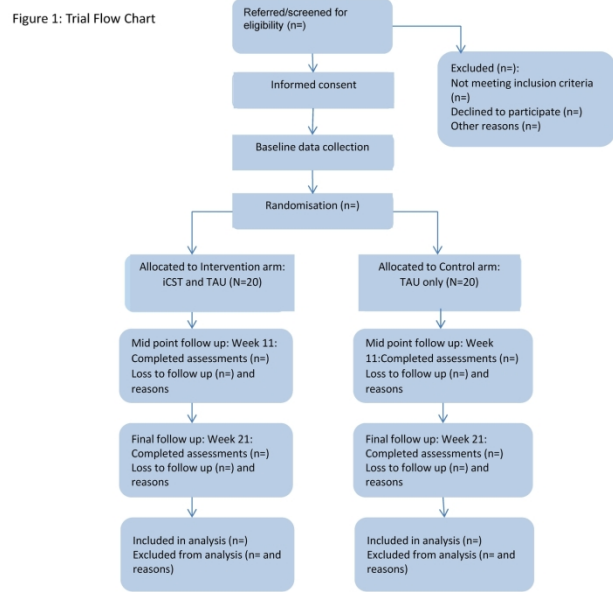 Figure 1: Trial Flow Chart
Referred/screened for
eligibility (n=)
Excluded (n=):
Not meeting inclusion criteria
(n=)
Declined to participate (n=)
Other reasons (n=)
Informed consent
Baseline data collection
Randomisation (n=)
Allocated to Intervention arm:
iCST and TAU (N=20)
Allocated to Control arm:
TAU only (N=20)
Mid point follow up: Week 11:
Completed assessments (n=)
Loss to follow up (n=) and
reasons
Mid point follow up: Week
11:Completed assessments (n=)
Loss to follow up (n=) and
reasons
Final follow up: Week 21:
Completed assessments (n=)
Loss to follow up (n=) and
reasons
Final follow up: Week 21:
Completed assessments (n=)
Loss to follow up (n=) and
reasons
Included in analysis (n=)
Excluded from analysis (n= and
reasons)
Included in analysis (n=)
Excluded from analysis (n= and
reasons)